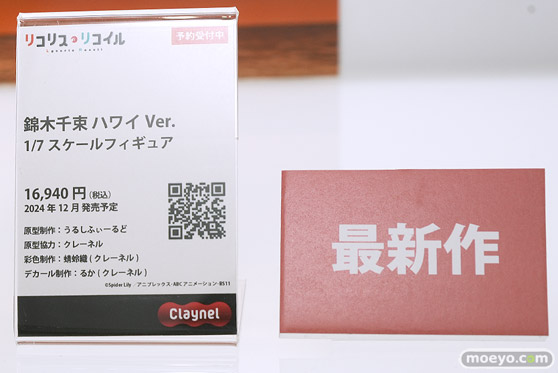 リコリス・リコイル
Lycoris Recoil
予約受付中
錦木千束 ハワイ Ver.
1/7 スケールフィギュア
16,940 円 (税込)
2024 年 12 月 発売予定
原型制作：うるしふぃーるど
原型協力：クレーネル
彩色制作：蜻蛉織 ( クレーネル )
デカール制作：るか ( クレーネル )
©Spider Lily／アニプレックス・ABCアニメーション・BS11
Claynel
最新作
moeyo.com